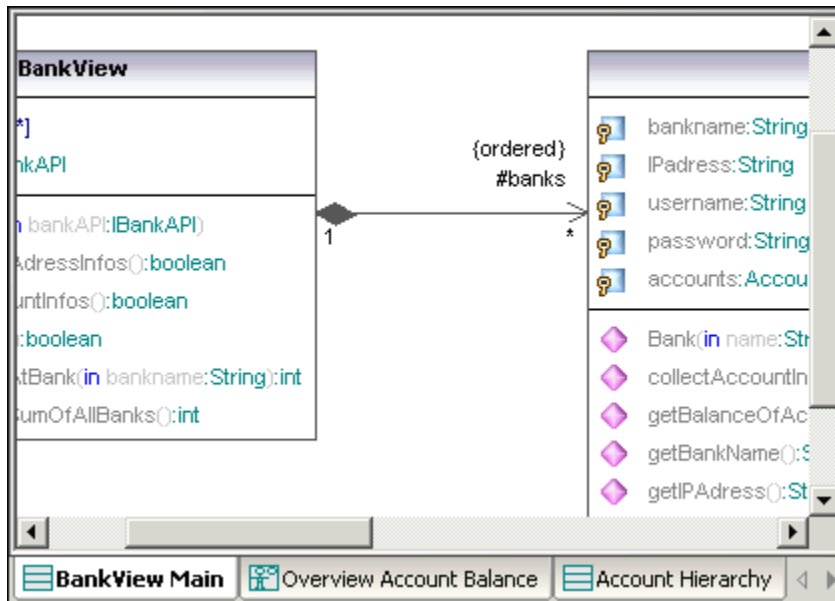 BankView
*]
nkAPI
n bankAPI:IBankAPI)
AdressInfos():boolean
untInfos():boolean
:boolean
AtBank(in bankname:String):int
SumOfAllBanks():int
{ordered}
#banks
1
*
bankname:String
IPadress:String
username:String
password:String
accounts:Accou
Bank(in name:Str
collectAccountIn
getBalanceOfAc
getBankName():S
getIPAdress():St
BankView Main
Overview Account Balance
Account Hierarchy